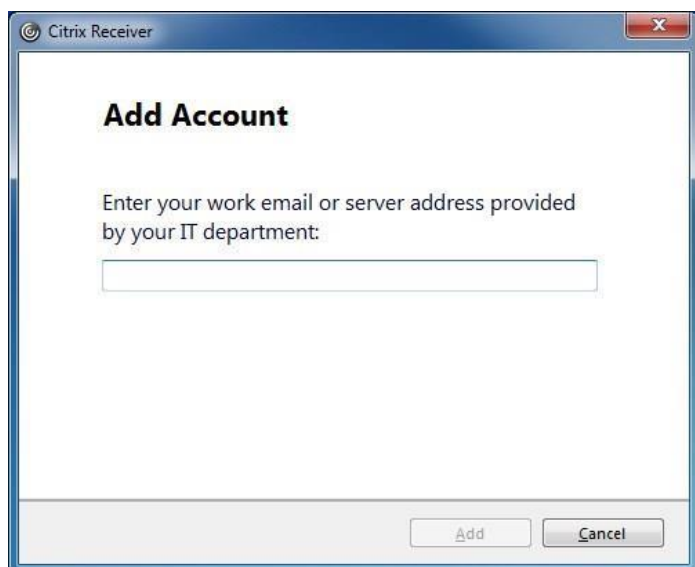 Citrix Receiver
Add Account
Enter your work email or server address provided
by your IT department:
Add
Cancel